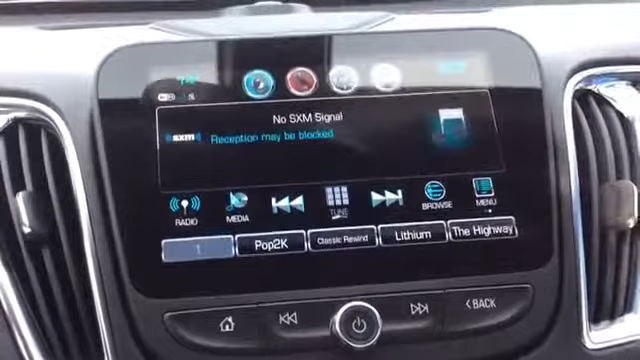 No SXM Signal
sxm
Reception may be blocked
RADIO
MEDIA
TUNE
BROWSE
MENU
1
Pop2K
Classic Rewind
Lithium
The Highway
BACK